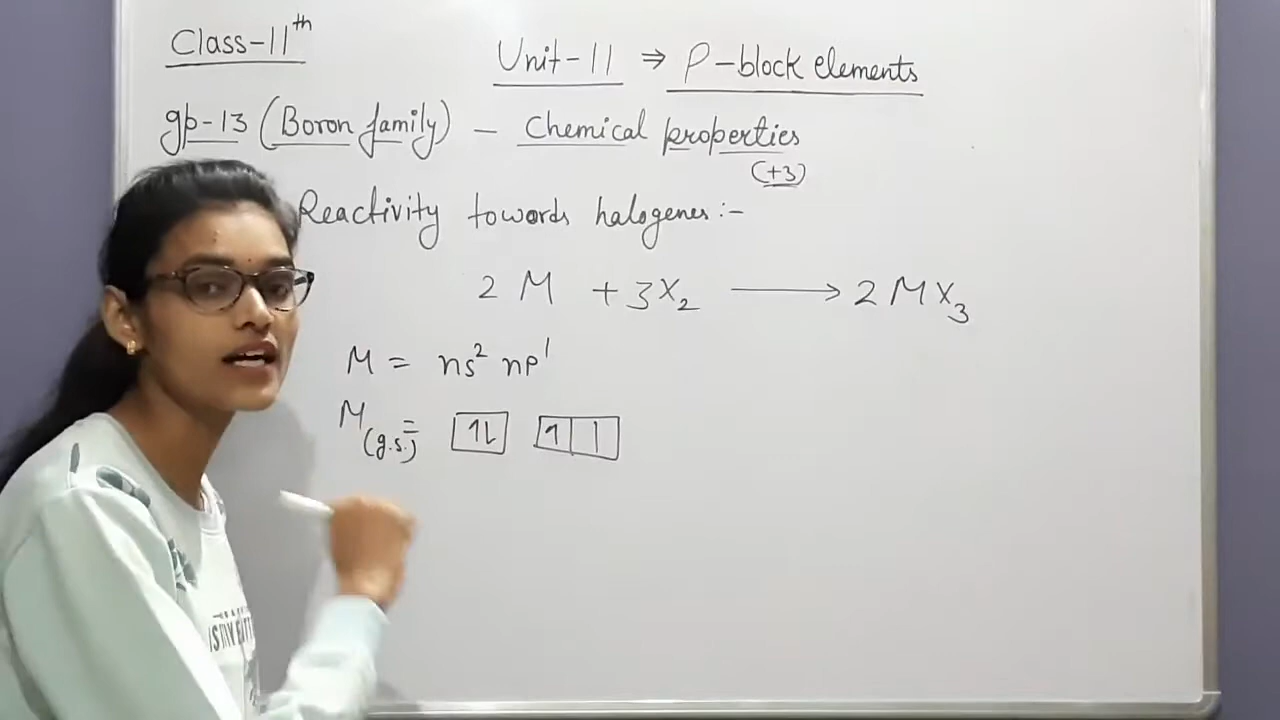 Class-11th
Unit-11 ⇒ P-block elements
gp-13 (Boron family) - Chemical properties
(+3)
Reactivity towards halogenes :-
2 M + 3X2 ⟶ 2 MX3
M = ns2 np1
M(g.s.) = 1L 1